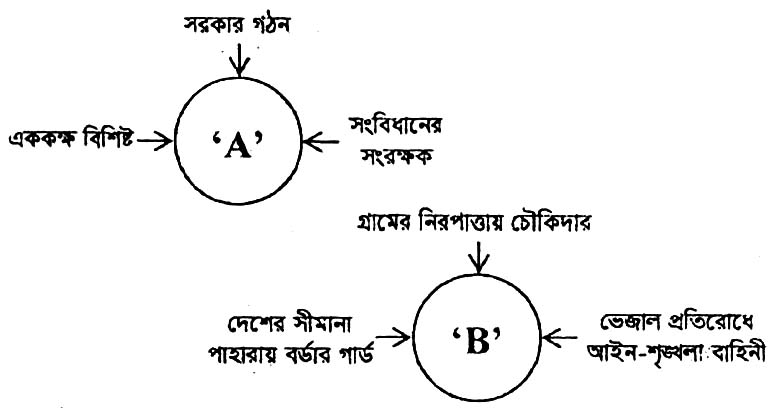 সরকার গঠন
এককক্ষ বিশিষ্ট
‘A’
সংবিধানের
সংরক্ষক
গ্রামের নিরপাত্তায় চৌকিদার
দেশের সীমানা
পাহারায় বর্ডার গার্ড
‘B’
ভেজাল প্রতিরোধে
আইন-শৃঙ্খলা বাহিনী